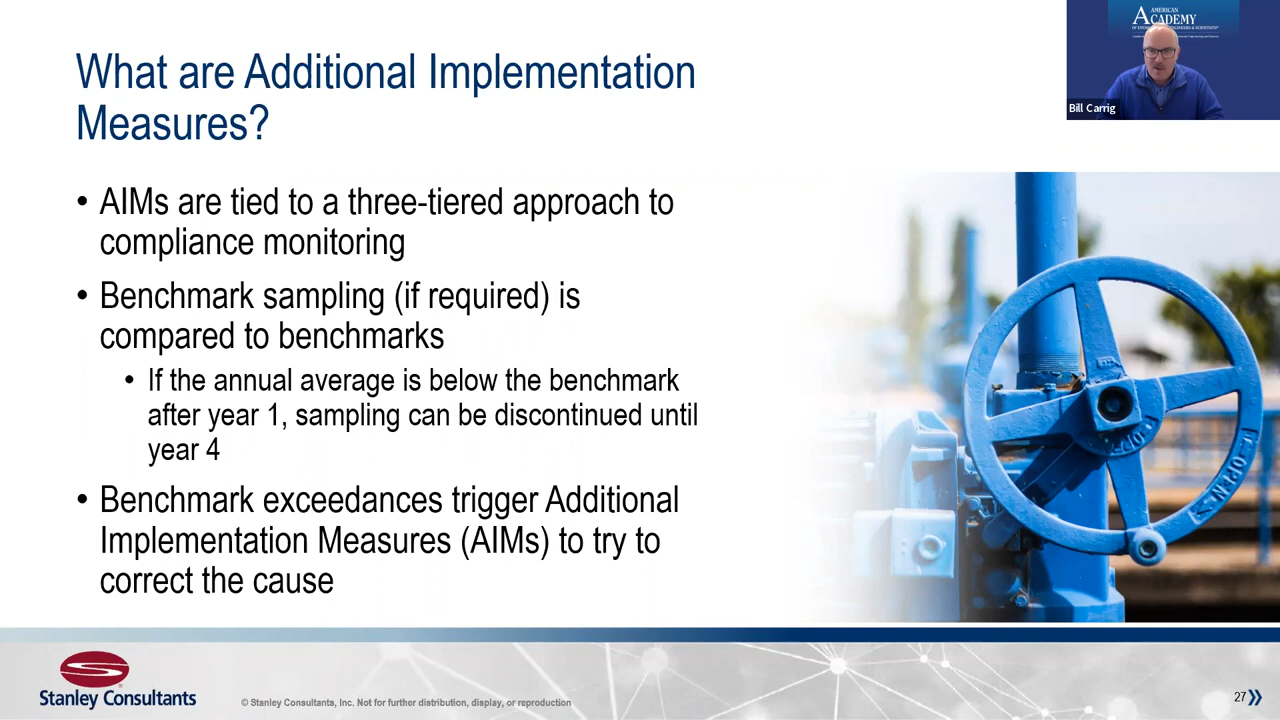 What are Additional Implementation
Measures?
• AIMs are tied to a three-tiered approach to
compliance monitoring
• Benchmark sampling (if required) is
compared to benchmarks
• If the annual average is below the benchmark
after year 1, sampling can be discontinued until
year 4
• Benchmark exceedances trigger Additional
Implementation Measures (AIMs) to try to
correct the cause
AMERICAN
ACADEMY
Bill Carrig
OPEN
Stanley Consultants
© Stanley Consultants, Inc. Not for further distribution, display, or reproduction
27